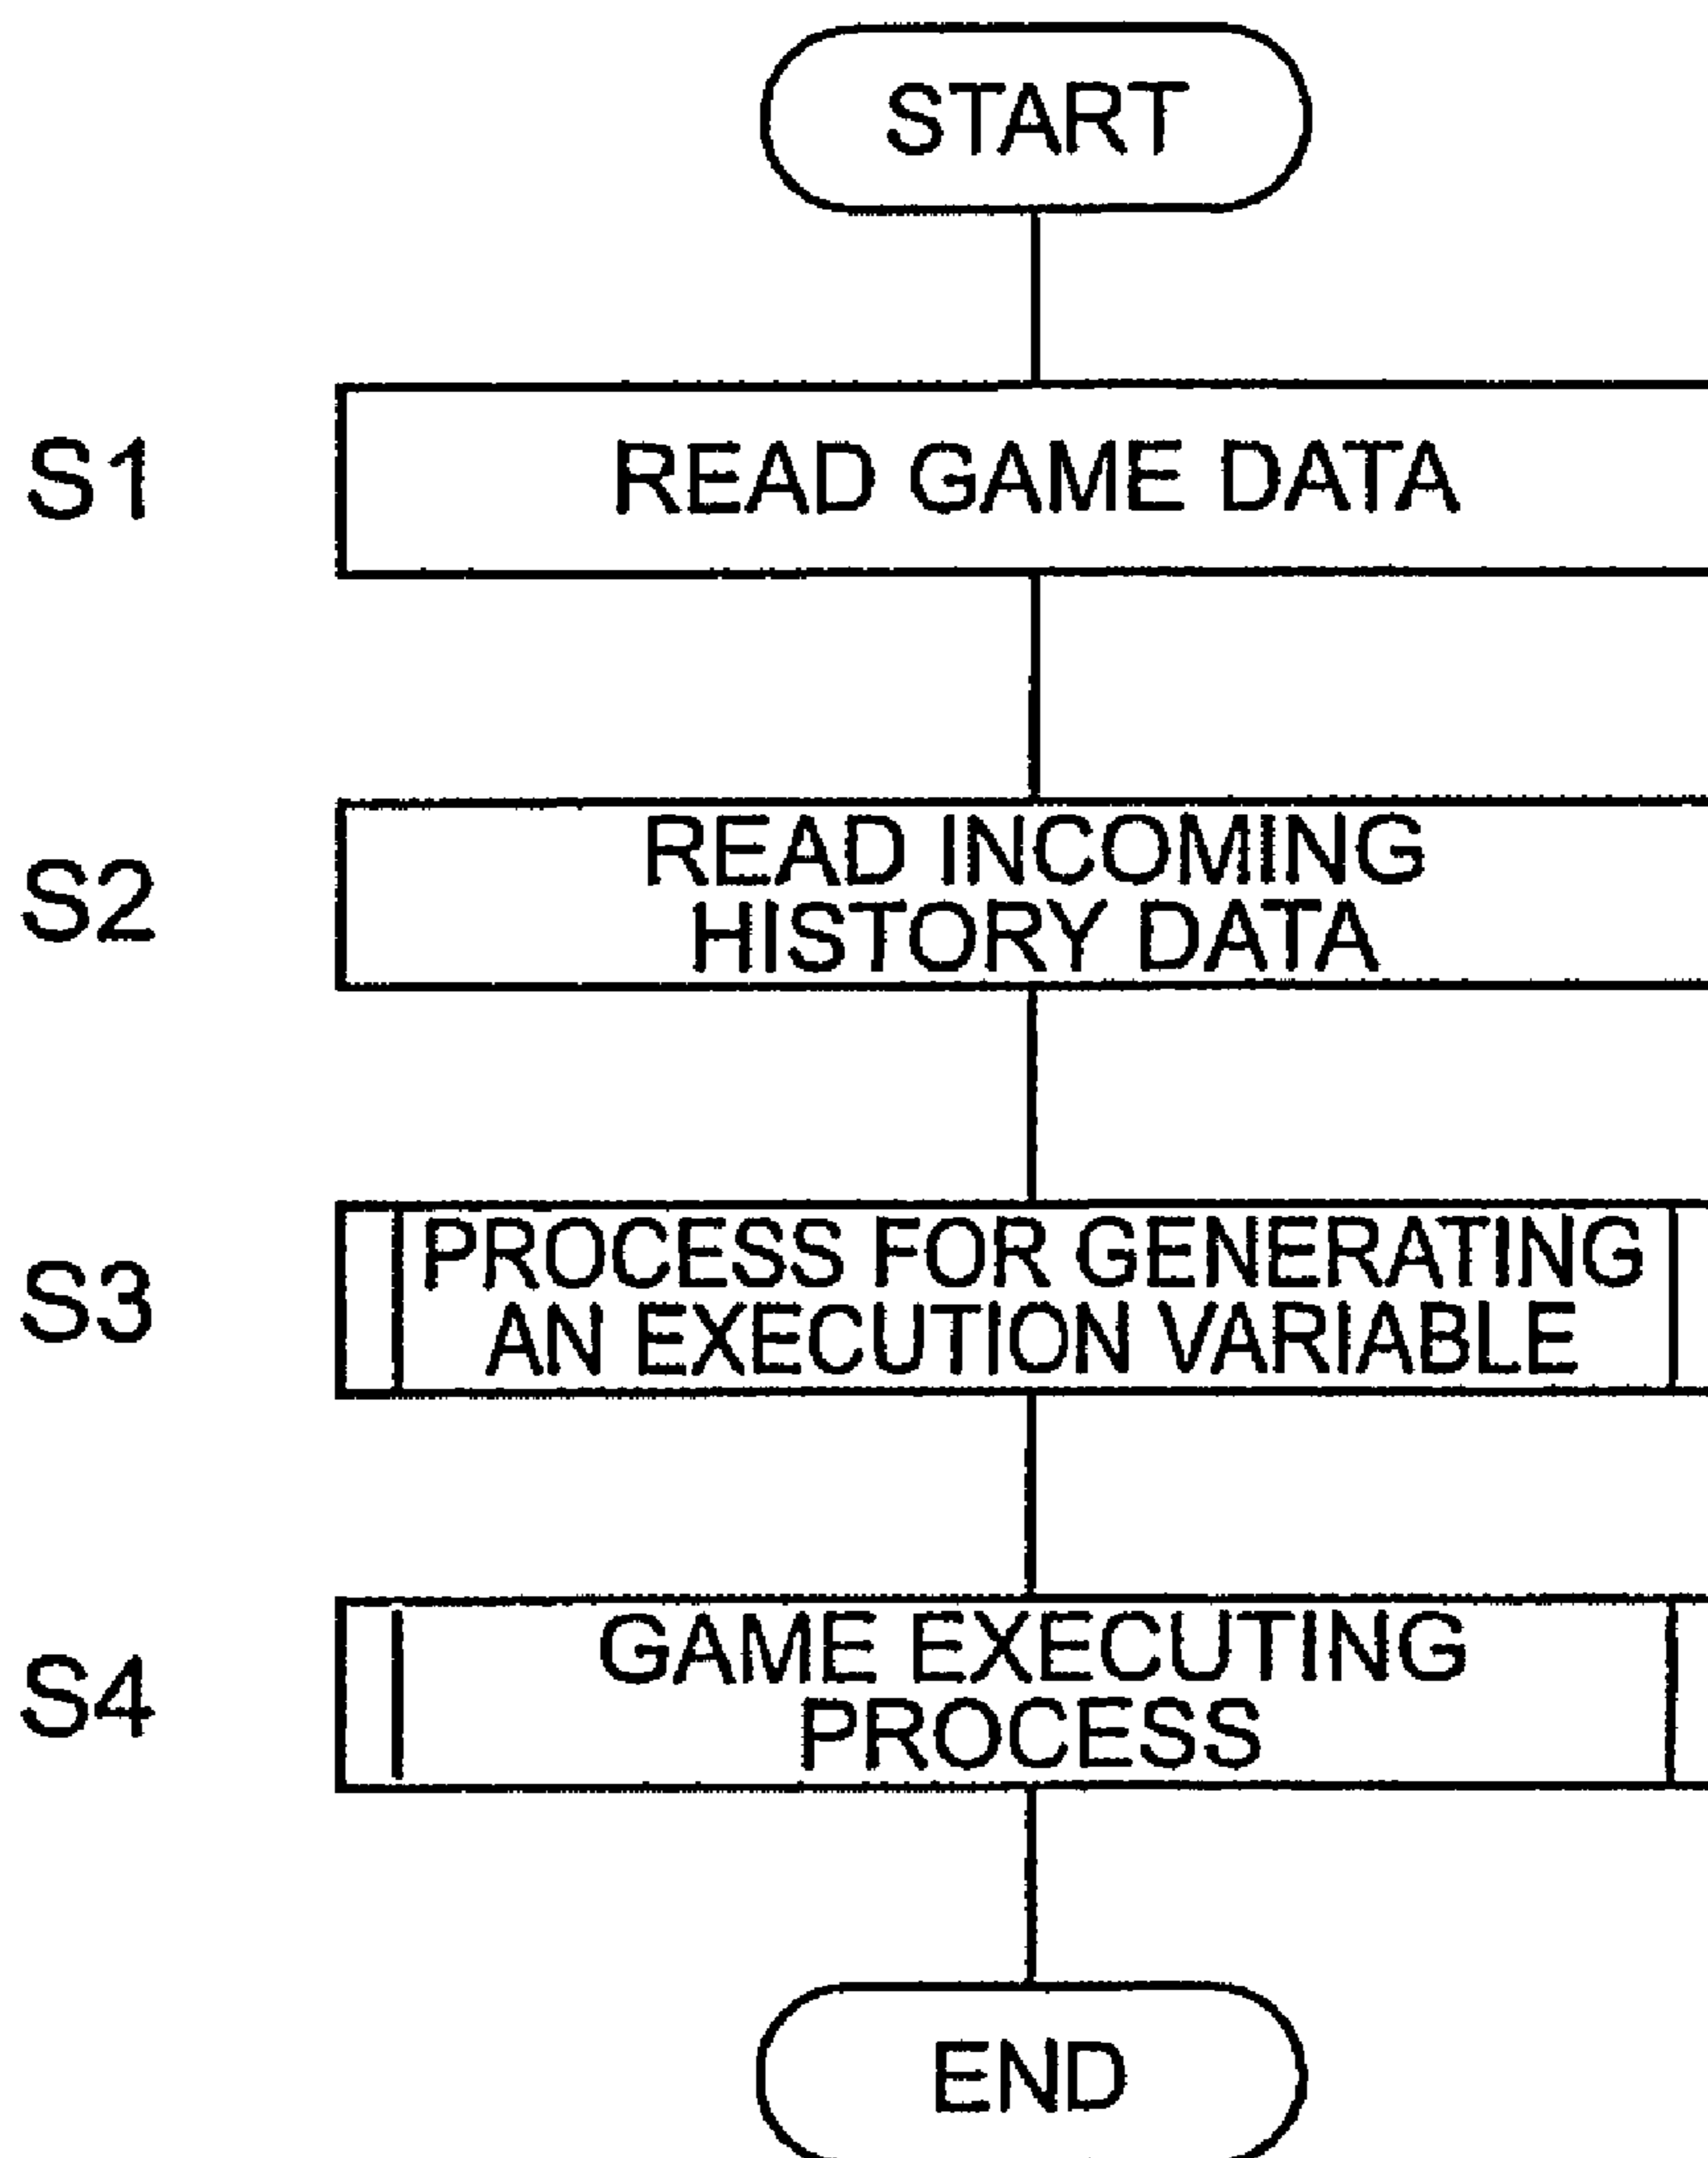 START
S1
READ GAME DATA
S2
READ INCOMING
HISTORY DATA
S3
PROCESS FOR GENERATING
AN EXECUTION VARIABLE
S4
GAME EXECUTING
PROCESS
END